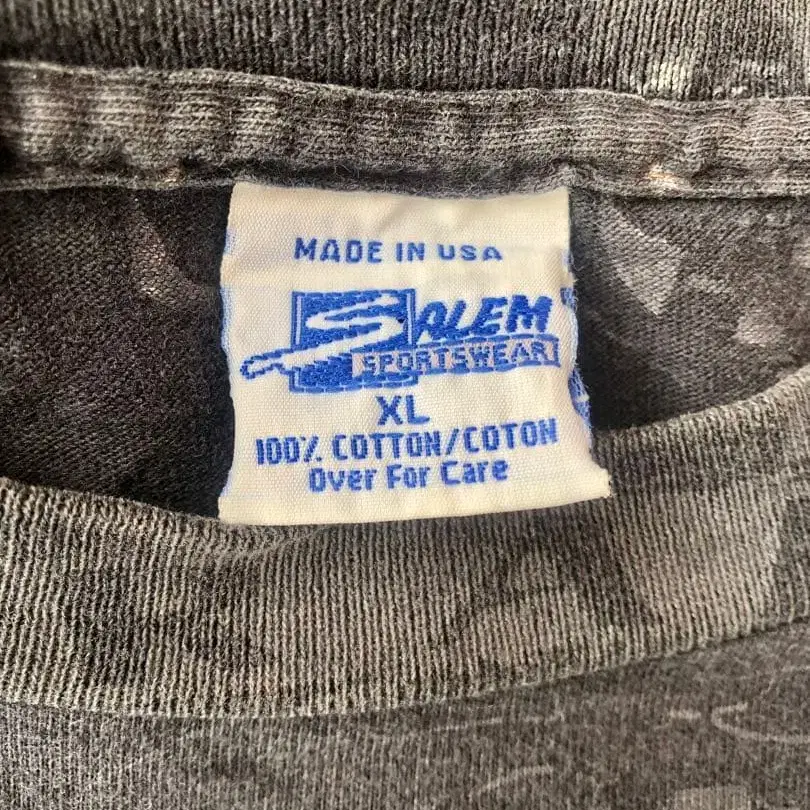 MADE IN USA
SALEM
SPORTSWEAR
XL
100% COTTON/COTON
Over For Care